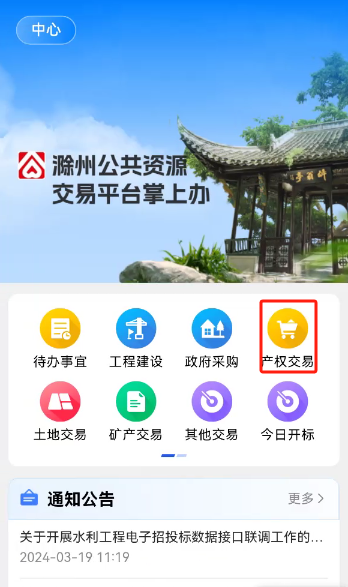 中心
滁州公共资源
交易平台掌上办
待办事宜
工程建设
政府采购
产权交易
土地交易
矿产交易
其他交易
今日开标
通知公告
更多
关于开展水利工程电子招投标数据接口联调工作的...
2024-03-19 11:19